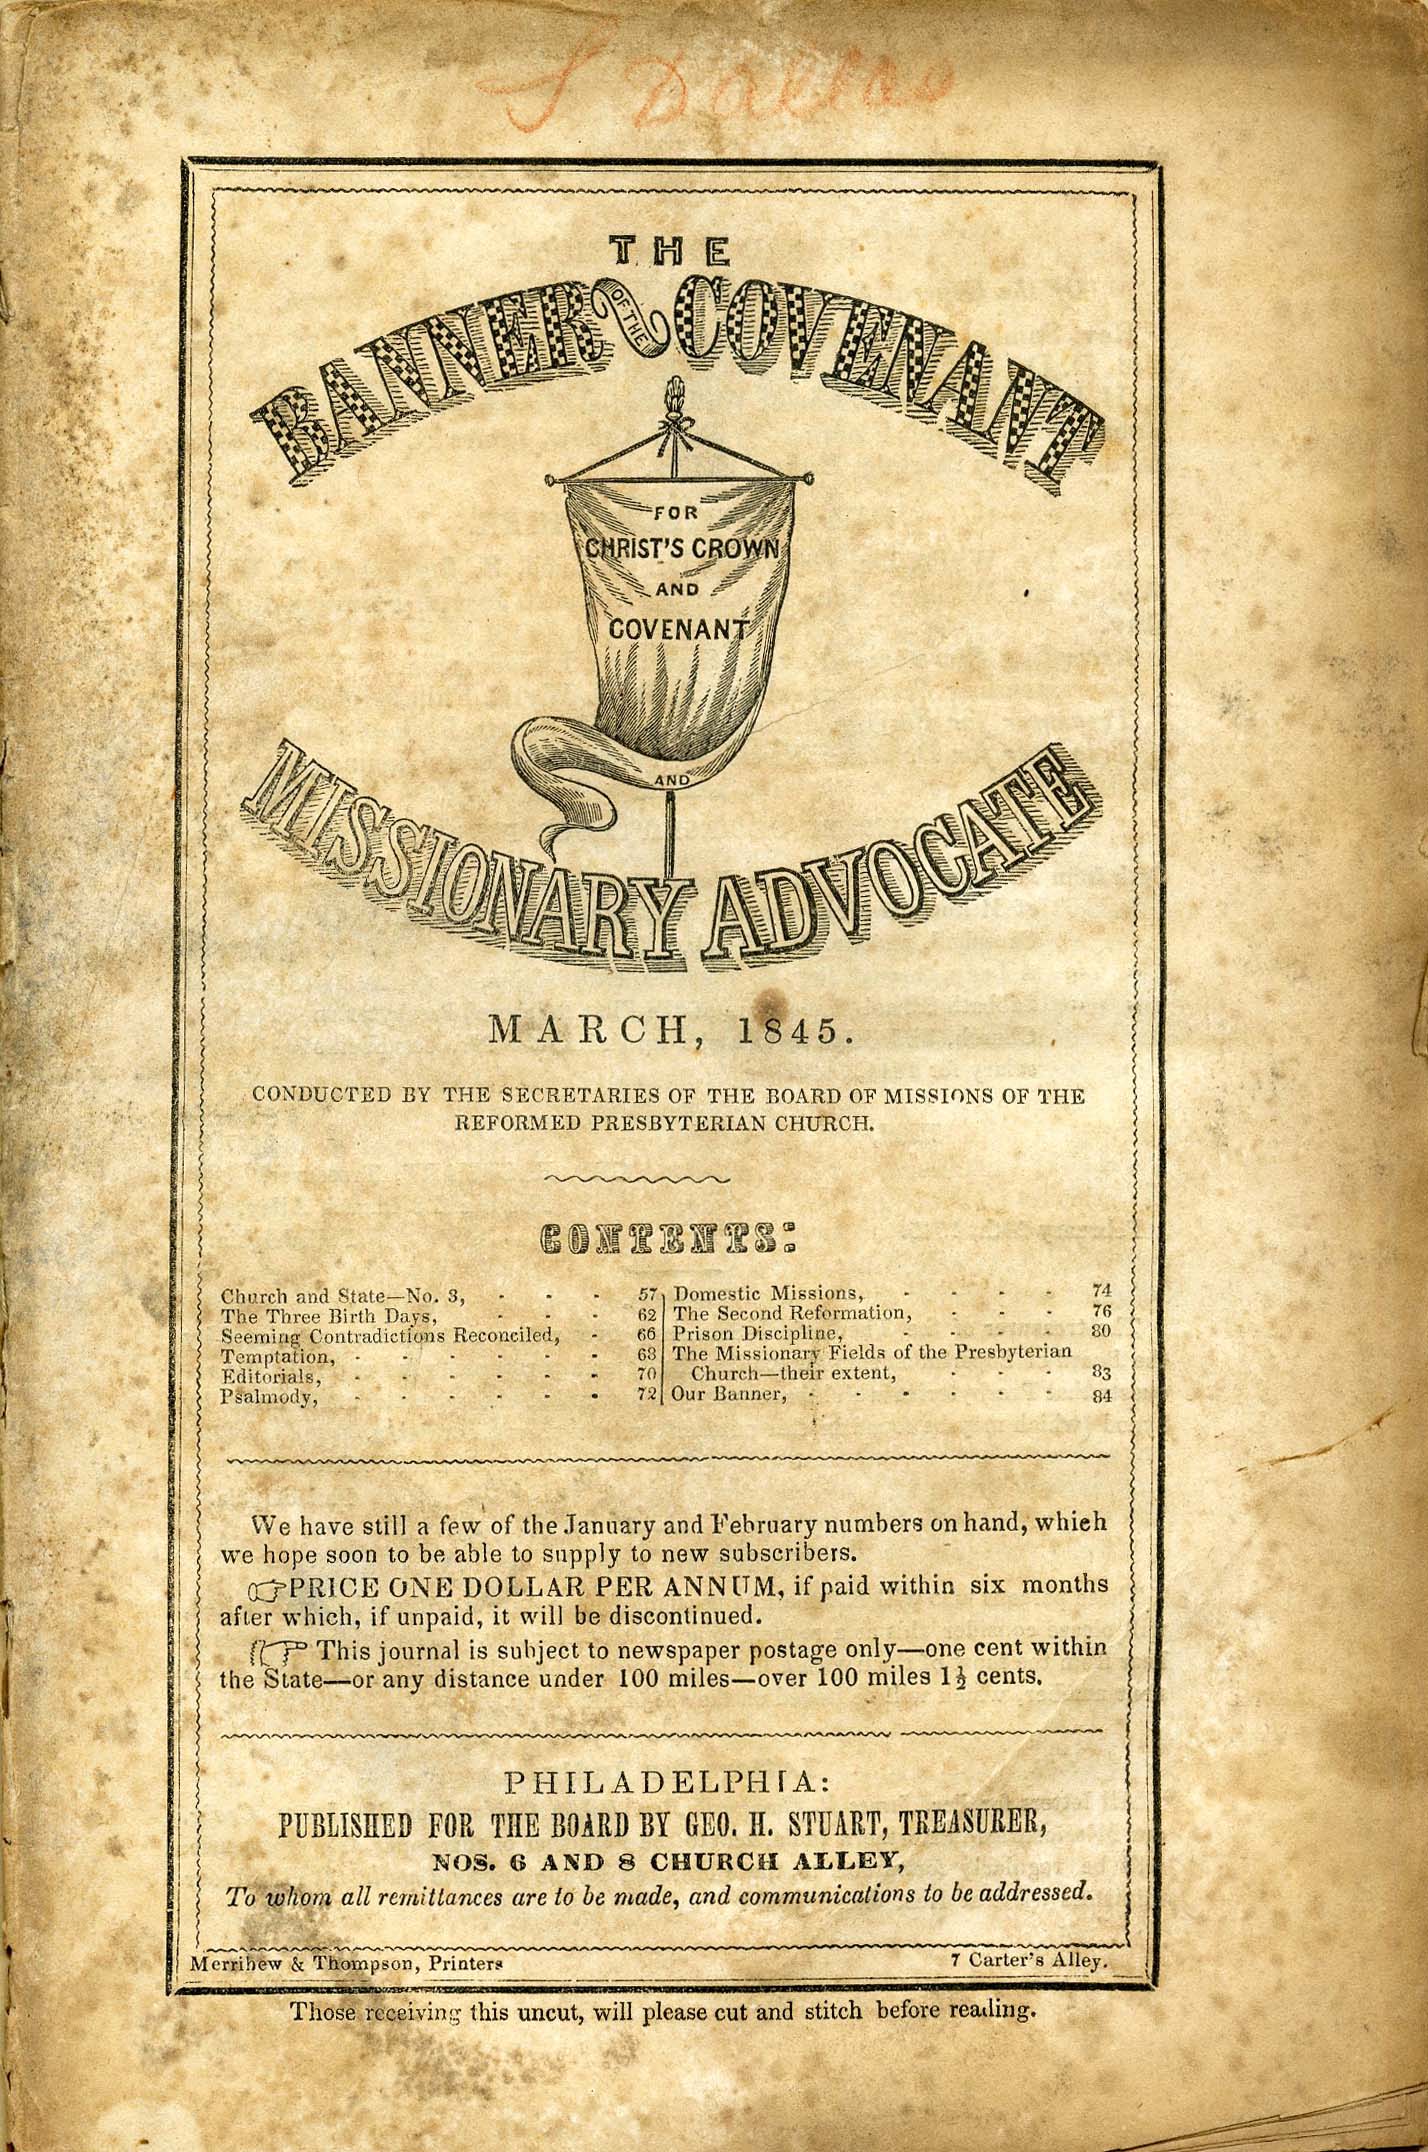 S Dallas
THE
BANNER OF THE COVENANT
FOR
CHRIST'S CROWN
AND
COVENANT
AND
MISSIONARY ADVOCATE
MARCH, 1845.
CONDUCTED BY THE SECRETARIES OF THE BOARD OF MISSIONS OF THE
REFORMED PRESBYTERIAN CHURCH.
CONTENTS:
Church and State—No. 3, - - - 57
The Three Birth Days, - - - 62
Seeming Contradictions Reconciled, - 66
Temptation, - - - - - - 68
Editorials, - - - - - - 70
Psalmody, - - - - - - 72
Domestic Missions, - - - - 74
The Second Reformation, - - - 76
Prison Discipline, - - - - 80
The Missionary Fields of the Presbyterian
Church—their extent, - - - 83
Our Banner, - - - - - - 84
We have still a few of the January and February numbers on hand, which
we hope soon to be able to supply to new subscribers.
☞PRICE ONE DOLLAR PER ANNUM, if paid within six months
after which, if unpaid, it will be discontinued.
☞ This journal is subject to newspaper postage only—one cent within
the State—or any distance under 100 miles—over 100 miles 1½ cents.
PHILADELPHIA:
PUBLISHED FOR THE BOARD BY GEO. H. STUART, TREASURER,
NOS. 6 AND 8 CHURCH ALLEY,
To whom all remittances are to be made, and communications to be addressed.
Merrihew & Thompson, Printers 7 Carter's Alley.
Those receiving this uncut, will please cut and stitch before reading.